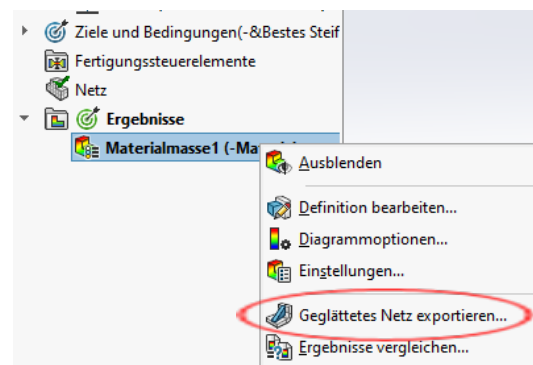 Ziele und Bedingungen(-&Bestes Steif
Fertigungssteuerelemente
Netz
Ergebnisse
Materialmasse1 (-Ma
Ausblenden
Definition bearbeiten...
Diagrammoptionen...
Einstellungen...
Geglättetes Netz exportieren...
Ergebnisse vergleichen...